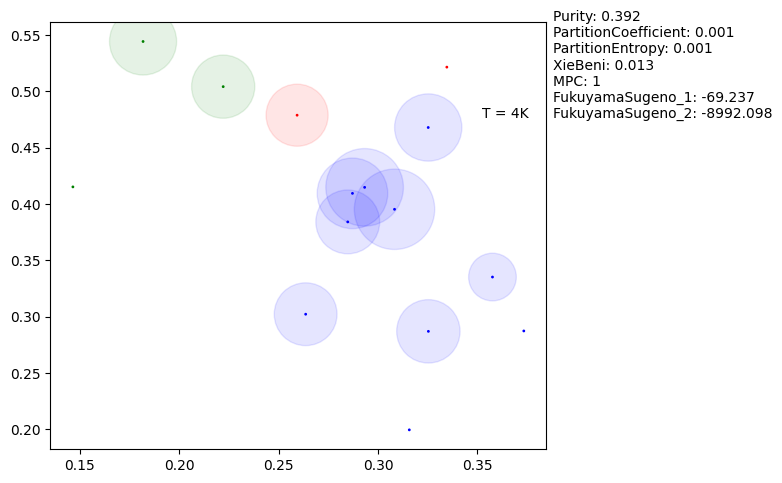 Purity: 0.392
PartitionCoefficient: 0.001
PartitionEntropy: 0.001
XieBeni: 0.013
MPC: 1
FukuyamaSugeno_1: -69.237
FukuyamaSugeno_2: -8992.098
T = 4K
0.55
0.50
0.45
0.40
0.35
0.30
0.25
0.20
0.15
0.20
0.25
0.30
0.35